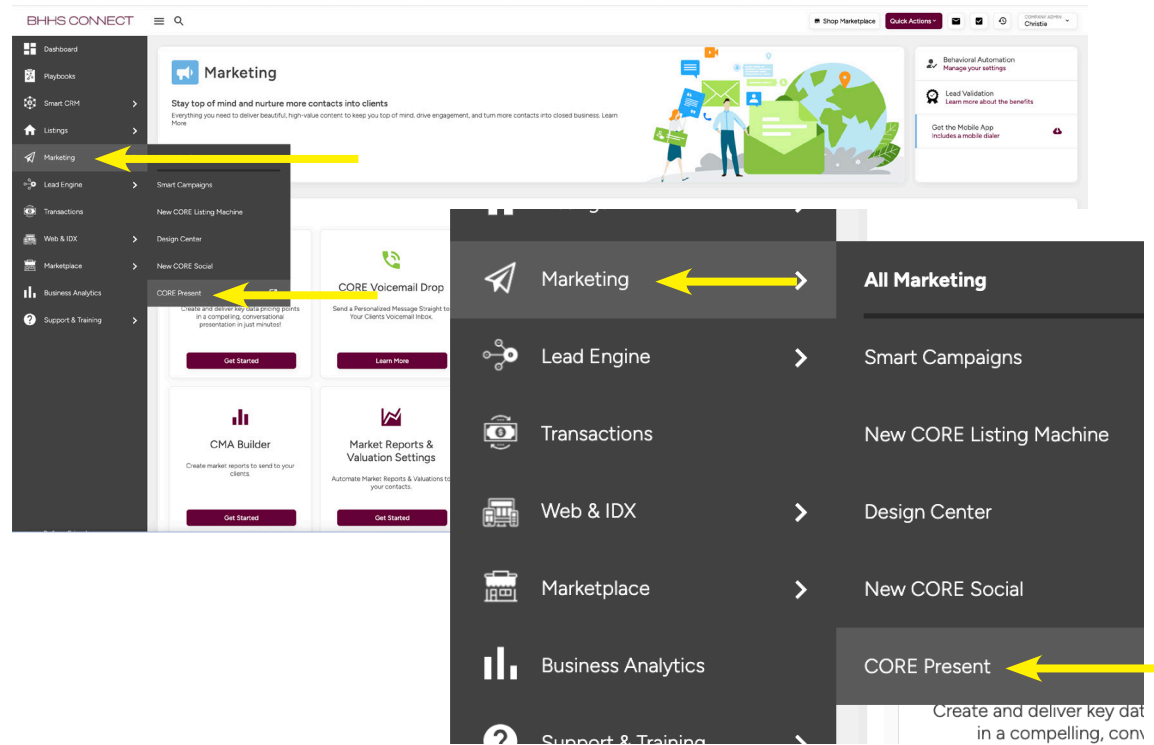 BHHS CONNECT
Shop Marketplace
Quick Actions
COMPANY ADMIN
Christie
Dashboard
Playbooks
Smart CRM
Listings
Marketing
Lead Engine
Transactions
Web & IDX
Marketplace
Business Analytics
Support & Training
Marketing
Stay top of mind and nurture more contacts into clients
Everything you need to deliver beautiful, high-value content to keep you top of mind, drive engagement, and turn more contacts into closed business. Learn
More
Behavioral Automation
Manage your settings
Lead Validation
Learn more about the benefits
Get the Mobile App
Includes a mobile dialer
Smart Campaigns
New CORE Listing Machine
Design Center
New CORE Social
CORE Present
Create and deliver key data pricing points
in a compelling, conversational
presentation in just minutes!
Get Started
CORE Voicemail Drop
Send a Personalized Message Straight to
Your Clients Voicemail Inbox.
Learn More
CMA Builder
Create market reports to send to your
clients.
Get Started
Market Reports &
Valuation Settings
Automate Market Reports & Valuations to
your contacts.
Get Started
Marketing
Lead Engine
Transactions
Web & IDX
Marketplace
Business Analytics
Support & Training
All Marketing
Smart Campaigns
New CORE Listing Machine
Design Center
New CORE Social
CORE Present
Create and deliver key dat
in a compelling, conv